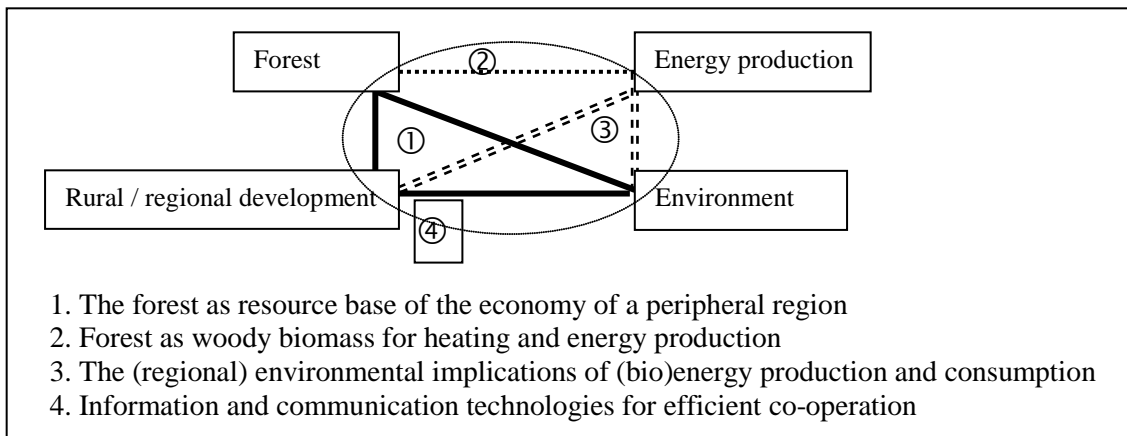 Forest
②
Energy production
①
③
Rural / regional development
Environment
④
1. The forest as resource base of the economy of a peripheral region
2. Forest as woody biomass for heating and energy production
3. The (regional) environmental implications of (bio)energy production and consumption
4. Information and communication technologies for efficient co-operation